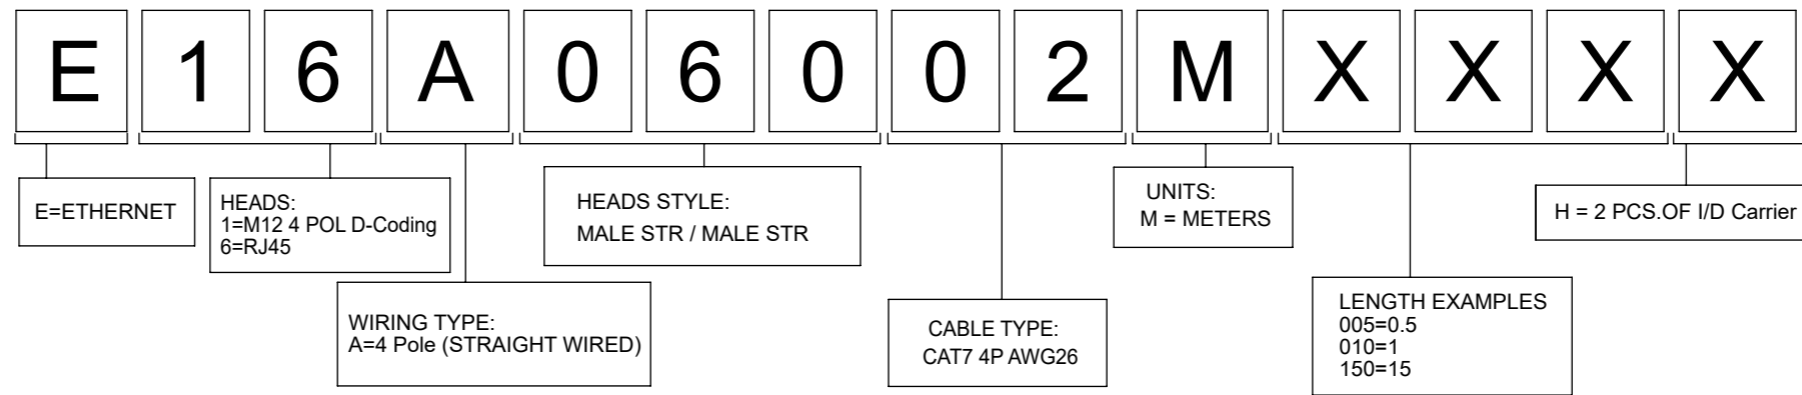 E 1 6 A 0 6 0 0 2 M X X X X
E=ETHERNET
HEADS:
1=M12 4 POL D-Coding
6=RJ45
WIRING TYPE:
A=4 Pole (STRAIGHT WIRED)
HEADS STYLE:
MALE STR / MALE STR
CABLE TYPE:
CAT7 4P AWG26
UNITS:
M = METERS
LENGTH EXAMPLES
005=0.5
010=1
150=15
H = 2 PCS.OF I/D Carrier